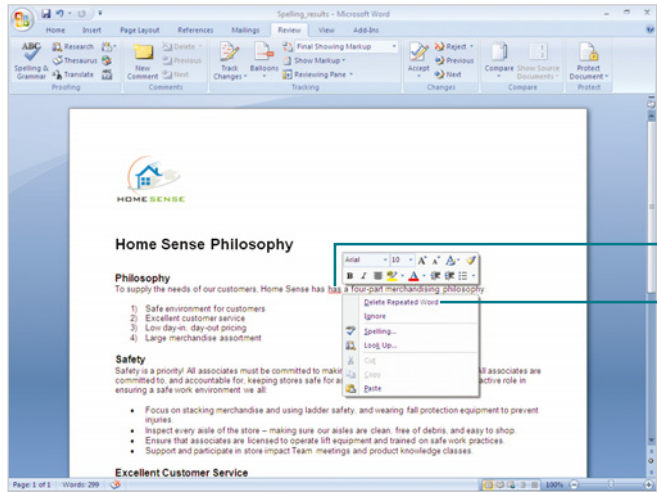 Spelling_results - Microsoft Word
Home Insert Page Layout References Mailings Review View Add-Ins
ABC Research Delete Final Showing Markup Reject
Spelling & Grammar Thesaurus New Comment Previous Track Changes Balloons Show Markup Accept Previous Compare Show Source Documents Protect Document
Translate Next Reviewing Pane Next
Proofing Comments Tracking Changes Compare Protect
HOMESENSE
Home Sense Philosophy
Arial 10 A A A
B I A
Philosophy
To supply the needs of our customers, Home Sense has has a four-part merchandising philosophy
1) Safe environment for customers
2) Excellent customer service
3) Low day-in, day-out pricing
4) Large merchandise assortment
Delete Repeated Word
Ignore
Spelling...
Look Up...
Cut
Copy
Paste
Safety
Safety is a priority! All associates must be committed to All associates are
committed to, and accountable for, keeping stores safe for active role in
ensuring a safe work environment we all:
• Focus on stacking merchandise and using ladder safety, and wearing fall protection equipment to prevent
injuries.
• Inspect every aisle of the store – making sure our aisles are clean, free of debris, and easy to shop.
• Ensure that associates are licensed to operate lift equipment and trained on safe work practices.
• Support and participate in store impact Team meetings and product knowledge classes.
Excellent Customer Service
Page: 1 of 1 Words: 299 100%